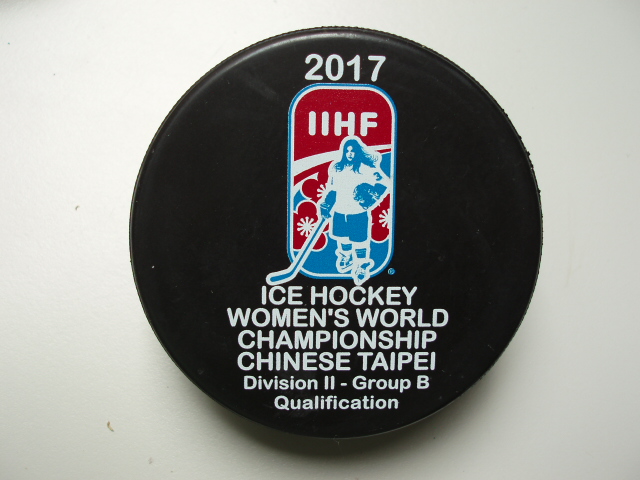 2017
IIHF
ICE HOCKEY
WOMEN'S WORLD
CHAMPIONSHIP
CHINESE TAIPEI
Division II - Group B
Qualification